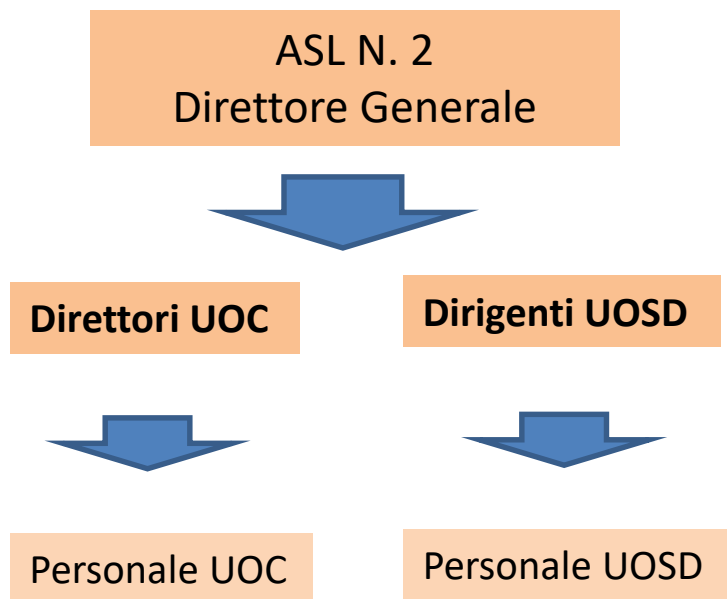 ASL N. 2
Direttore Generale
Direttori UOC
Dirigenti UOSD
Personale UOC
Personale UOSD